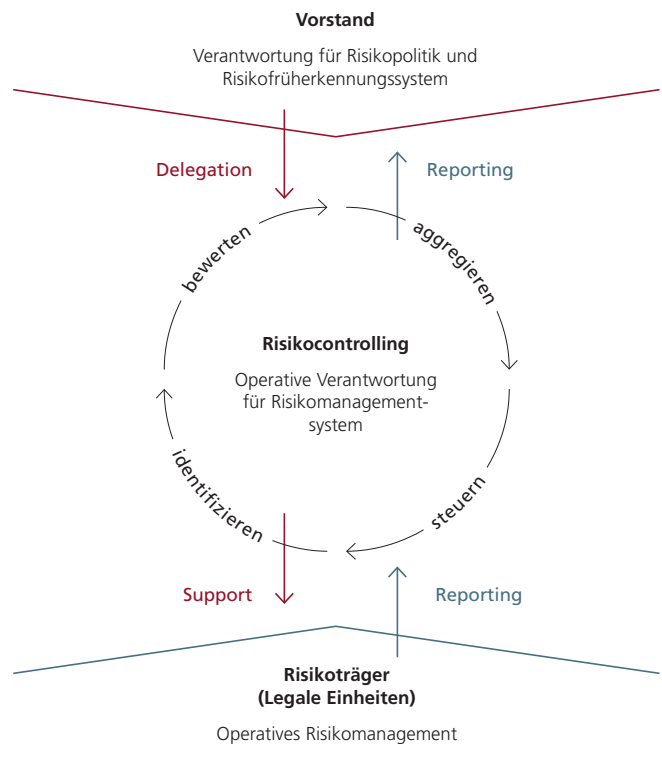 Vorstand
Verantwortung für Risikopolitik und
Risikofrüherkennungssystem
Delegation
Reporting
bewerten
aggregieren
Risikocontrolling
Operative Verantwortung
für Risikomanagement-
system
identifizieren
steuern
Support
Reporting
Risikoträger
(Legale Einheiten)
Operatives Risikomanagement